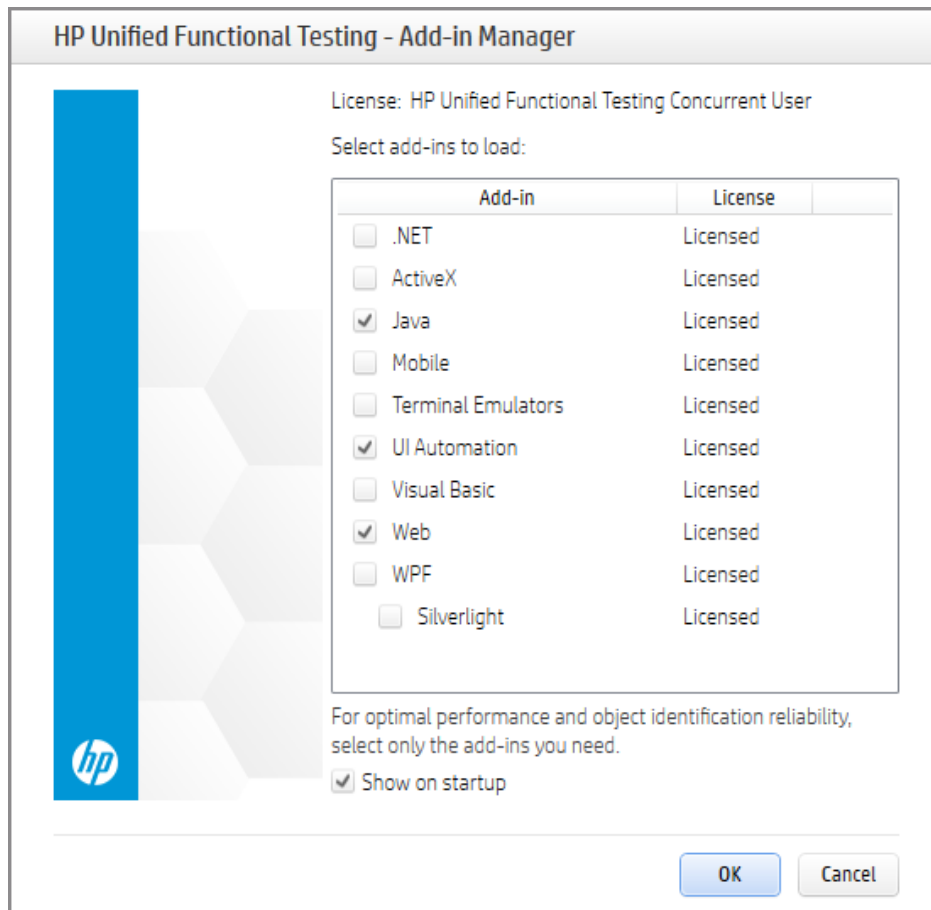 HP Unified Functional Testing - Add-in Manager
License: HP Unified Functional Testing Concurrent User
Select add-ins to load:
Add-in License
.NET Licensed
ActiveX Licensed
Java Licensed
Mobile Licensed
Terminal Emulators Licensed
UI Automation Licensed
Visual Basic Licensed
Web Licensed
WPF Licensed
Silverlight Licensed
For optimal performance and object identification reliability,
select only the add-ins you need.
hp
Show on startup
OK Cancel